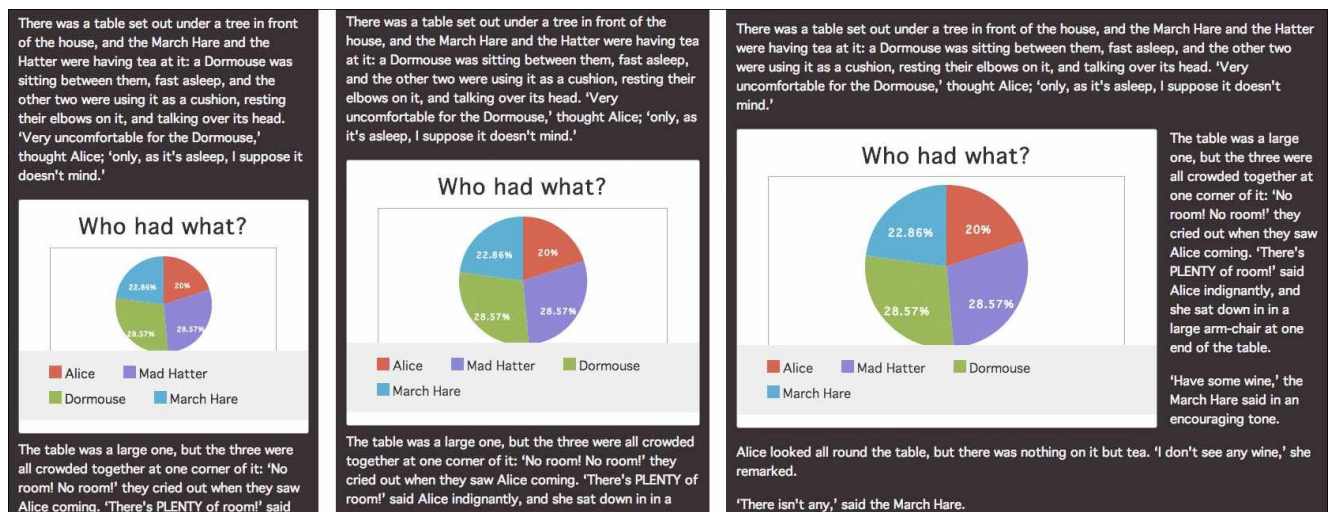 There was a table set out under a tree in front
of the house, and the March Hare and the
Hatter were having tea at it: a Dormouse was
sitting between them, fast asleep, and the
other two were using it as a cushion, resting
their elbows on it, and talking over its head.
‘Very uncomfortable for the Dormouse,’
thought Alice; ‘only, as it's asleep, I suppose it
doesn't mind.’
Who had what?
22.86%
20%
28.57%
28.57%
Alice
Mad Hatter
Dormouse
March Hare
The table was a large one, but the three were
all crowded together at one corner of it: ‘No
room! No room!’ they cried out when they saw
Alice coming. ‘There's PLENTY of room!’ said
There was a table set out under a tree in front of the
house, and the March Hare and the Hatter were having tea
at it: a Dormouse was sitting between them, fast asleep,
and the other two were using it as a cushion, resting their
elbows on it, and talking over its head. ‘Very
uncomfortable for the Dormouse,’ thought Alice; ‘only, as
it's asleep, I suppose it doesn't mind.’
Who had what?
22.86%
20%
28.57%
28.57%
Alice
Mad Hatter
Dormouse
March Hare
The table was a large one, but the three were all crowded
together at one corner of it: ‘No room! No room!’ they
cried out when they saw Alice coming. ‘There's PLENTY of
room!’ said Alice indignantly, and she sat down in in a
There was a table set out under a tree in front of the house, and the March Hare and the Hatter
were having tea at it: a Dormouse was sitting between them, fast asleep, and the other two
were using it as a cushion, resting their elbows on it, and talking over its head. ‘Very
uncomfortable for the Dormouse,’ thought Alice; ‘only, as it's asleep, I suppose it doesn't
mind.’
Who had what?
22.86%
20%
28.57%
28.57%
Alice
Mad Hatter
Dormouse
March Hare
The table was a large
one, but the three were
all crowded together at
one corner of it: ‘No
room! No room!’ they
cried out when they saw
Alice coming. ‘There's
PLENTY of room!’ said
Alice indignantly, and
she sat down in in a
large arm-chair at one
end of the table.
‘Have some wine,’ the
March Hare said in an
encouraging tone.
Alice looked all round the table, but there was nothing on it but tea. ‘I don't see any wine,’ she
remarked.
‘There isn't any,’ said the March Hare.